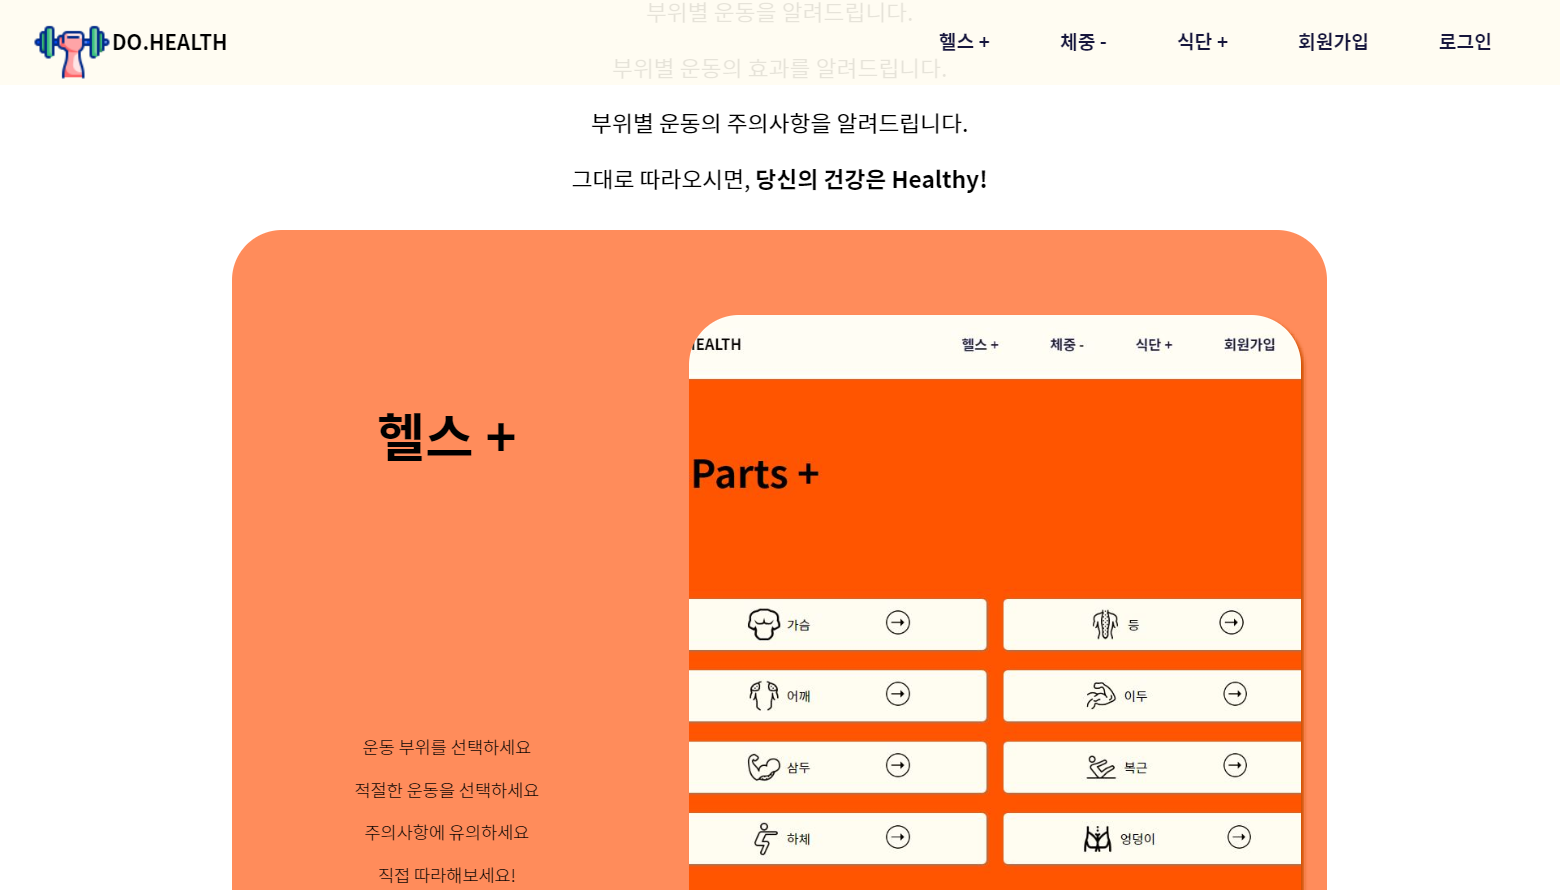 부위별 운동을 알려드립니다.
DO.HEALTH
헬스 +
체중 -
식단 +
회원가입
로그인
부위별 운동의 효과를 알려드립니다.
부위별 운동의 주의사항을 알려드립니다.
그대로 따라오시면, 당신의 건강은 Healthy!
헬스 +
운동 부위를 선택하세요
적절한 운동을 선택하세요
주의사항에 유의하세요
직접 따라해보세요!
HEALTH
헬스 +
체중 -
식단 +
회원가입
Parts +
가슴
등
어깨
이두
삼두
복근
하체
엉덩이